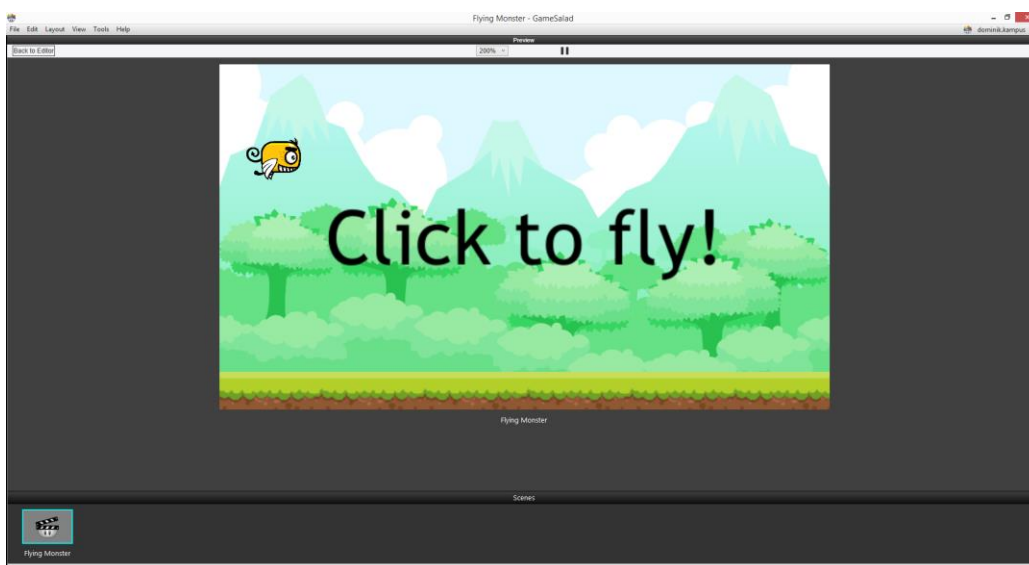 Flying Monster - GameSalad
File Edit Layout View Tools Help
dominik.kampus
Preview
Back to Editor
200%
Click to fly!
Flying Monster
Scenes
Flying Monster